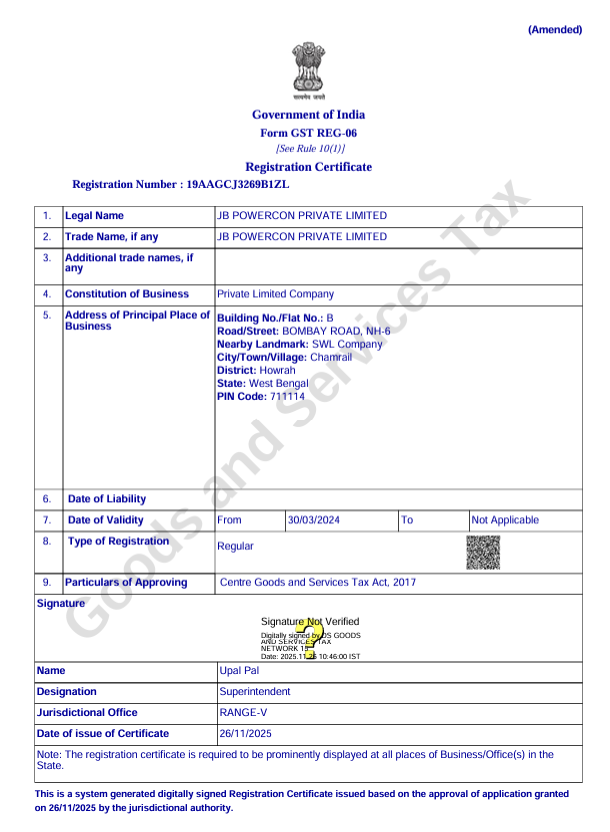 (Amended)
सत्यमेव जयते
Government of India
Form GST REG-06
[See Rule 10(1)]
Registration Certificate
Registration Number : 19AAGCJ3269B1ZL
1. Legal Name JB POWERCON PRIVATE LIMITED
2. Trade Name, if any JB POWERCON PRIVATE LIMITED
3. Additional trade names, if
any
4. Constitution of Business Private Limited Company
5. Address of Principal Place of
Business
Building No./Flat No.: B
Road/Street: BOMBAY ROAD, NH-6
Nearby Landmark: SWL Company
City/Town/Village: Chamrail
District: Howrah
State: West Bengal
PIN Code: 711114
6. Date of Liability
7. Date of Validity From 30/03/2024 To Not Applicable
8. Type of Registration Regular
9. Particulars of Approving Centre Goods and Services Tax Act, 2017
Signature
Signature Not Verified
Digitally signed by DS GOODS
AND SERVICES TAX
NETWORK 1
Date: 2025.11.26 10:46:00 IST
Name Upal Pal
Designation Superintendent
Jurisdictional Office RANGE-V
Date of issue of Certificate 26/11/2025
Note: The registration certificate is required to be prominently displayed at all places of Business/Office(s) in the
State.
This is a system generated digitally signed Registration Certificate issued based on the approval of application granted
on 26/11/2025 by the jurisdictional authority.
Goods and Services Tax